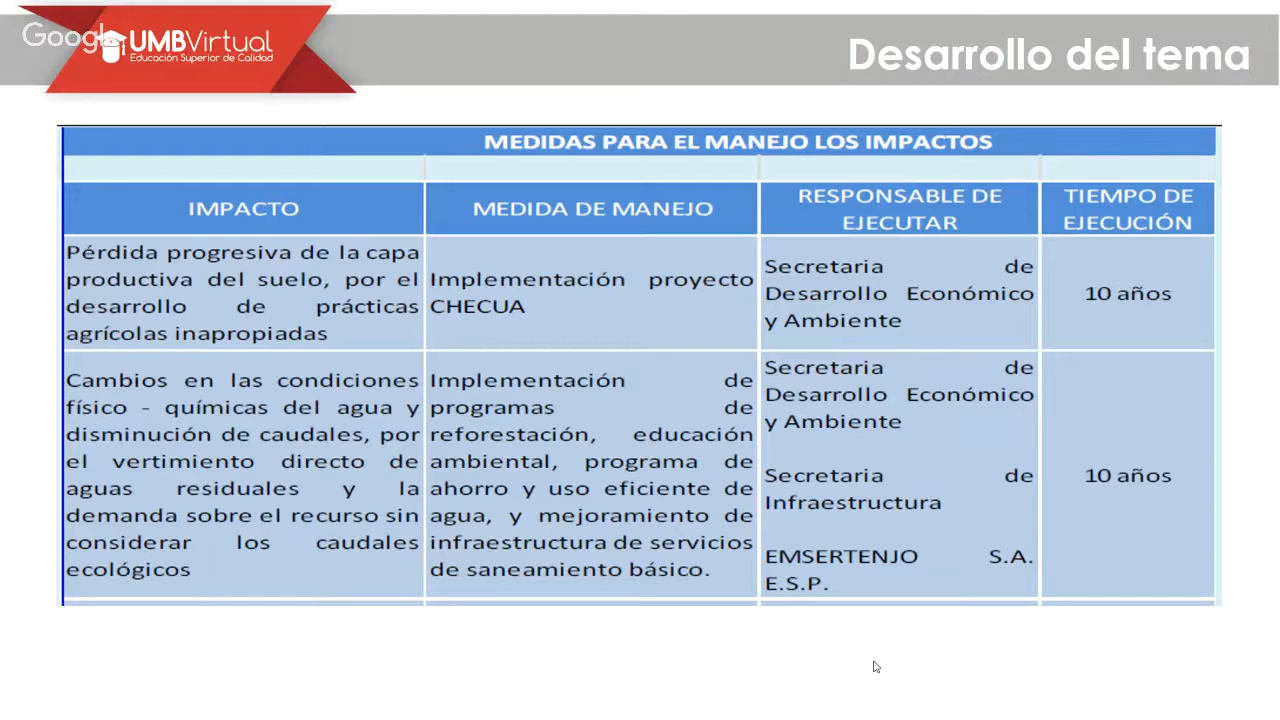 Google
UMBVirtual
Educación Superior de Calidad
Desarrollo del tema
MEDIDAS PARA EL MANEJO LOS IMPACTOS
IMPACTO
MEDIDA DE MANEJO
RESPONSABLE DE
EJECUTAR
TIEMPO DE
EJECUCIÓN
Pérdida progresiva de la capa
productiva del suelo, por el
desarrollo de prácticas
agrícolas inapropiadas
Implementación proyecto
CHECUA
Secretaria de
Desarrollo Económico
y Ambiente
10 años
Cambios en las condiciones
físico - químicas del agua y
disminución de caudales, por
el vertimiento directo de
aguas residuales y la
demanda sobre el recurso sin
considerar los caudales
ecológicos
Implementación de
programas de
reforestación, educación
ambiental, programa de
ahorro y uso eficiente de
agua, y mejoramiento de
infraestructura de servicios
de saneamiento básico.
Secretaria de
Desarrollo Económico
y Ambiente
Secretaria de
Infraestructura
EMSERTENJO S.A.
E.S.P.
10 años